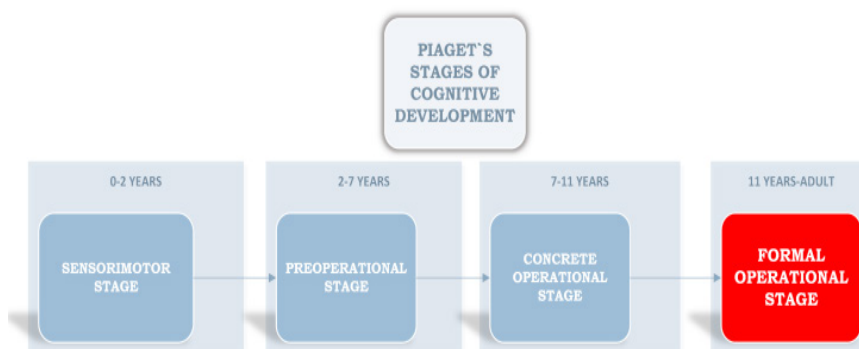 PIAGET`S
STAGES OF
COGNITIVE
DEVELOPMENT
0-2 YEARS
2-7 YEARS
7-11 YEARS
11 YEARS-ADULT
SENSORIMOTOR
STAGE
PREOPERATIONAL
STAGE
CONCRETE
OPERATIONAL
STAGE
FORMAL
OPERATIONAL
STAGE